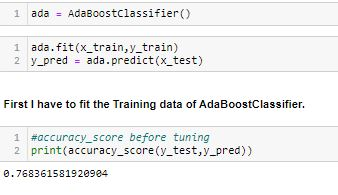 1 ada = AdaBoostClassifier()
1 ada.fit(x_train,y_train)
2 y_pred = ada.predict(x_test)
First I have to fit the Training data of AdaBoostClassifier.
1 #accuracy_score before tuning
2 print(accuracy_score(y_test,y_pred))
0.768361581920904